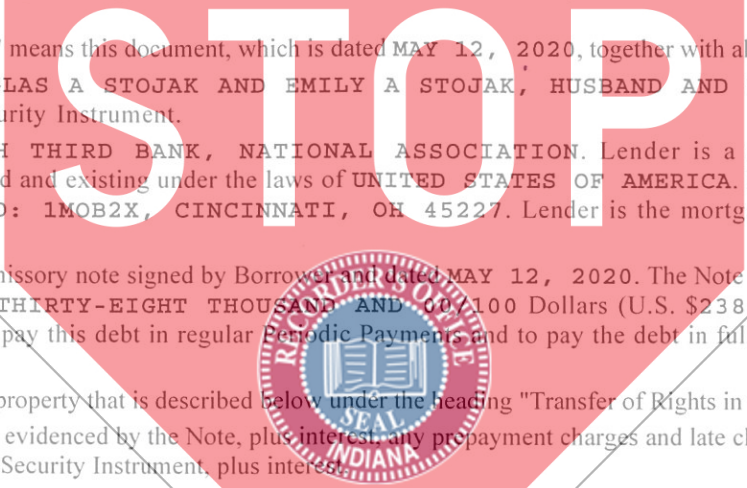 STOP
means this document, which is dated MAY 12, 2020, together with al
LAS A STOJAK AND EMILY A STOJAK, HUSBAND AND
urity Instrument.
H THIRD BANK, NATIONAL ASSOCIATION. Lender is a
d and existing under the laws of UNITED STATES OF AMERICA.
D: 1MOB2X, CINCINNATI, OH 45227. Lender is the mortg
nissory note signed by Borrower and dated MAY 12, 2020. The Note
THIRTY-EIGHT THOUSAND AND 00/100 Dollars (U.S. $238
pay this debt in regular Periodic Payments and to pay the debt in ful
property that is described below under the heading "Transfer of Rights in
evidenced by the Note, plus interest, any prepayment charges and late cl
Security Instrument, plus interest.
RECORDER'S OFFICE
SEAL
INDIANA